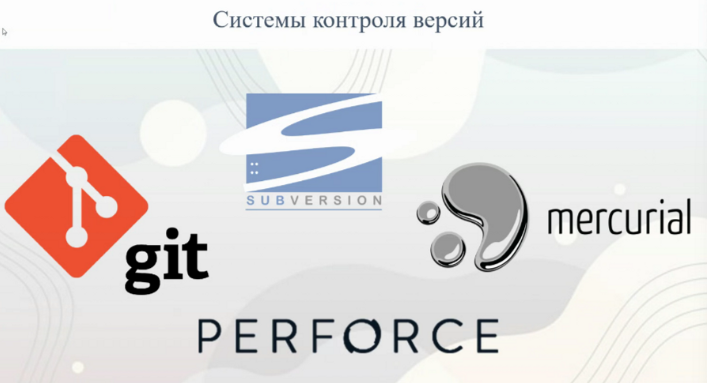 Системы контроля версий
SUBVERSION
git
mercurial
PERFORCE